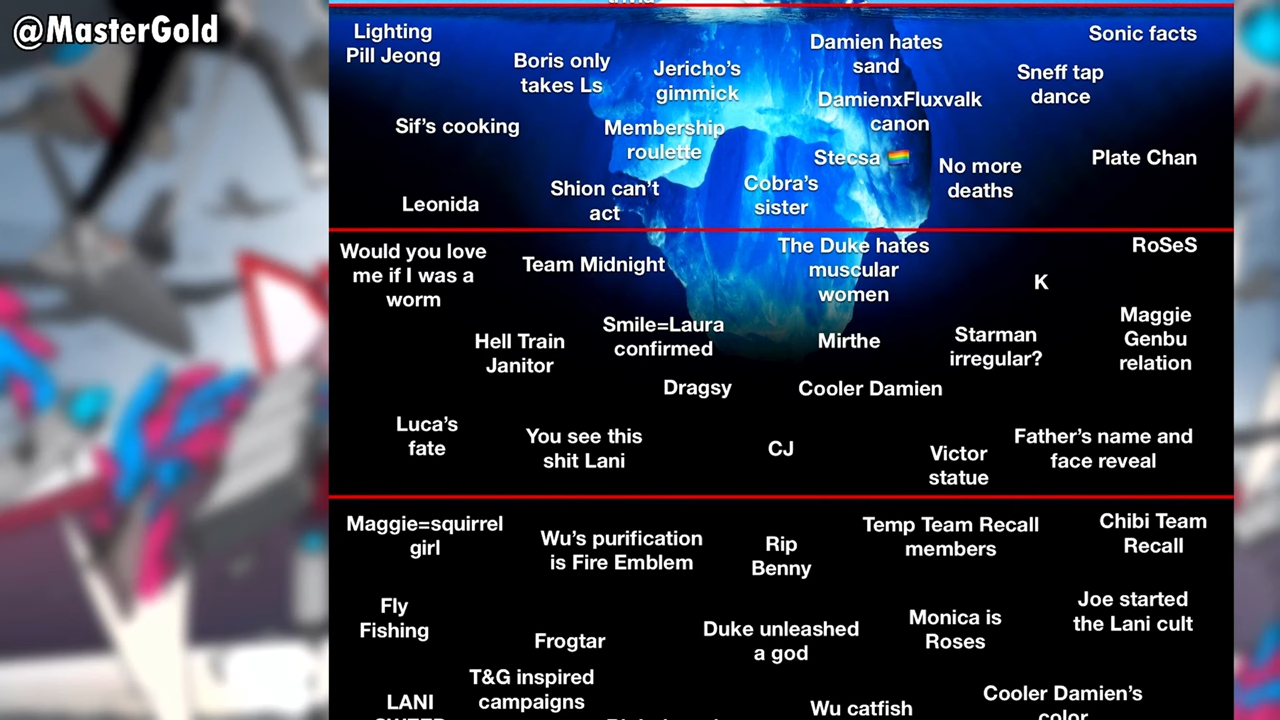 @MasterGold
trivia
Lighting
Pill Jeong
Boris only
takes Ls
Jericho’s
gimmick
Damien hates
sand
Sonic facts
Sneff tap
dance
DamienxFluxvalk
canon
Sif’s cooking
Membership
roulette
Stecsa 🏳️‍🌈
No more
deaths
Plate Chan
Leonida
Shion can’t
act
Cobra’s
sister
Would you love
me if I was a
worm
Team Midnight
The Duke hates
muscular
women
K
RoSeS
Hell Train
Janitor
Smile=Laura
confirmed
Mirthe
Starman
irregular?
Maggie
Genbu
relation
Dragsy
Cooler Damien
Luca’s
fate
You see this
shit Lani
CJ
Victor
statue
Father’s name and
face reveal
Maggie=squirrel
girl
Wu’s purification
is Fire Emblem
Rip
Benny
Temp Team Recall
members
Chibi Team
Recall
Fly
Fishing
Frogtar
Duke unleashed
a god
Monica is
Roses
Joe started
the Lani cult
LANI
T&G inspired
campaigns
Wu catfish
Cooler Damien’s
color